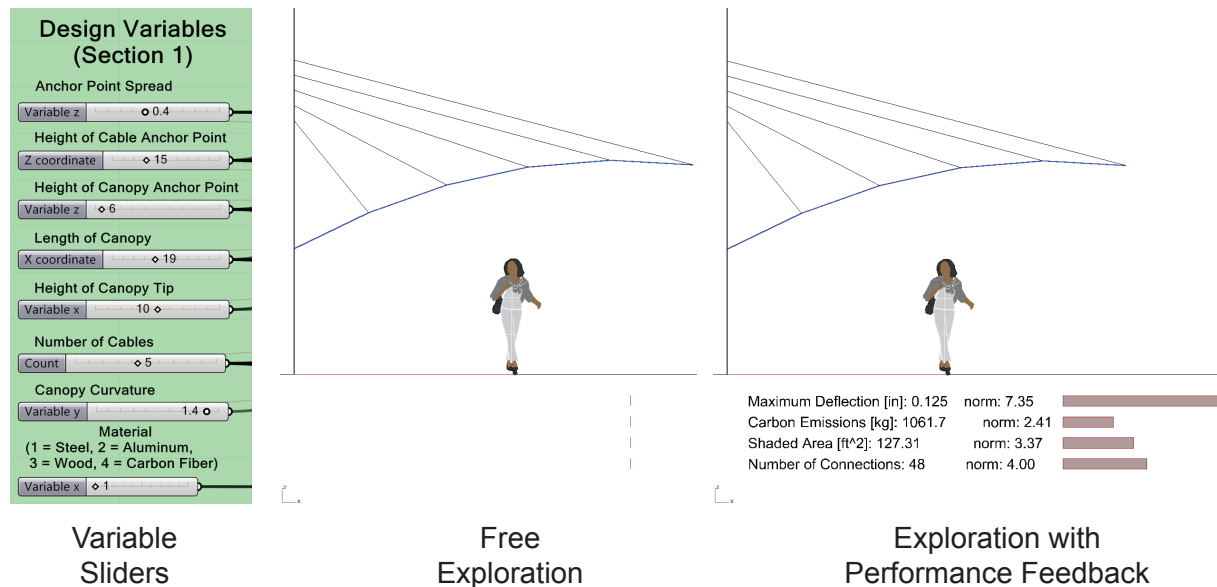 Design Variables
(Section 1)
Anchor Point Spread
Variable z 0.4
Height of Cable Anchor Point
Z coordinate 15
Height of Canopy Anchor Point
Variable z 6
Length of Canopy
X coordinate 19
Height of Canopy Tip
Variable x 10
Number of Cables
Count 5
Canopy Curvature
Variable y 1.4
Material
(1 = Steel, 2 = Aluminum,
3 = Wood, 4 = Carbon Fiber)
Variable x 1
Variable
Sliders
z
x
Free
Exploration
Maximum Deflection [in]: 0.125 norm: 7.35
Carbon Emissions [kg]: 1061.7 norm: 2.41
Shaded Area [ft^2]: 127.31 norm: 3.37
Number of Connections: 48 norm: 4.00
z
x
Exploration with
Performance Feedback